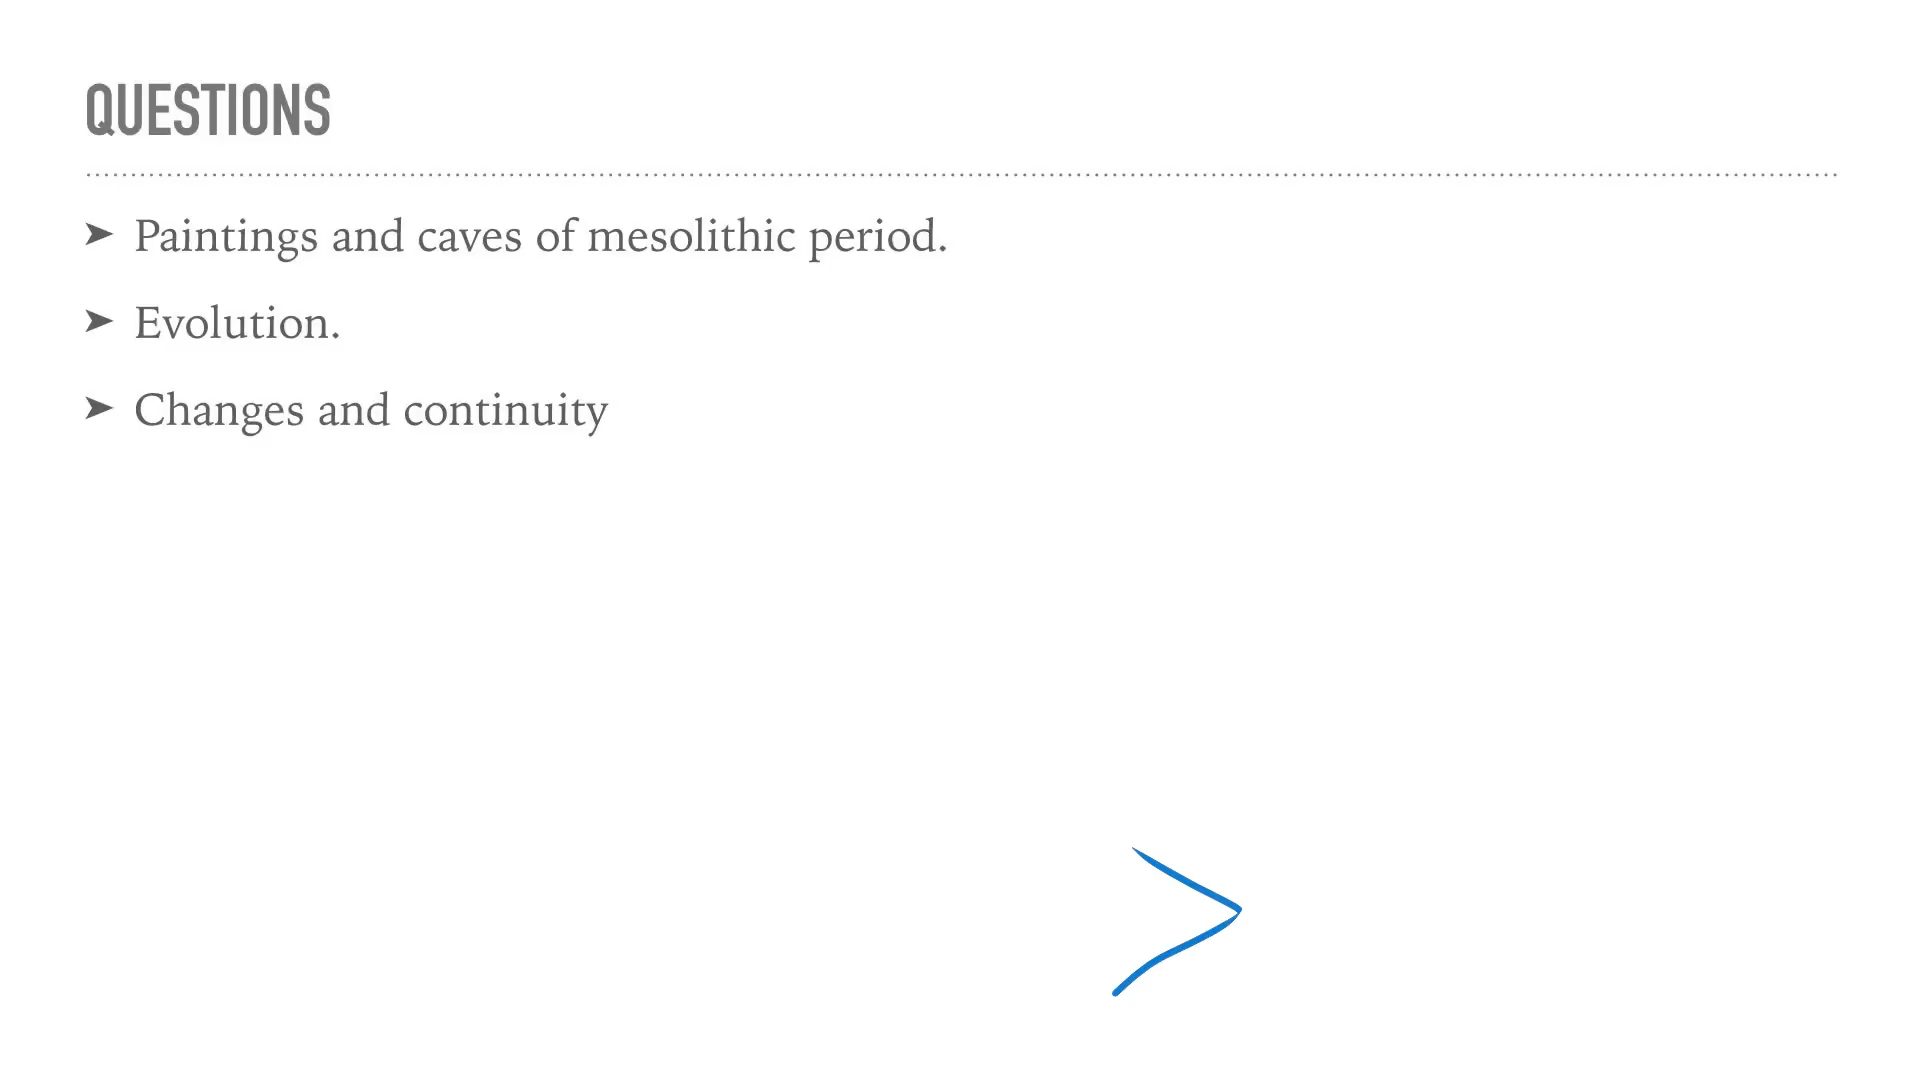 QUESTIONS
➤ Paintings and caves of mesolithic period.
➤ Evolution.
➤ Changes and continuity